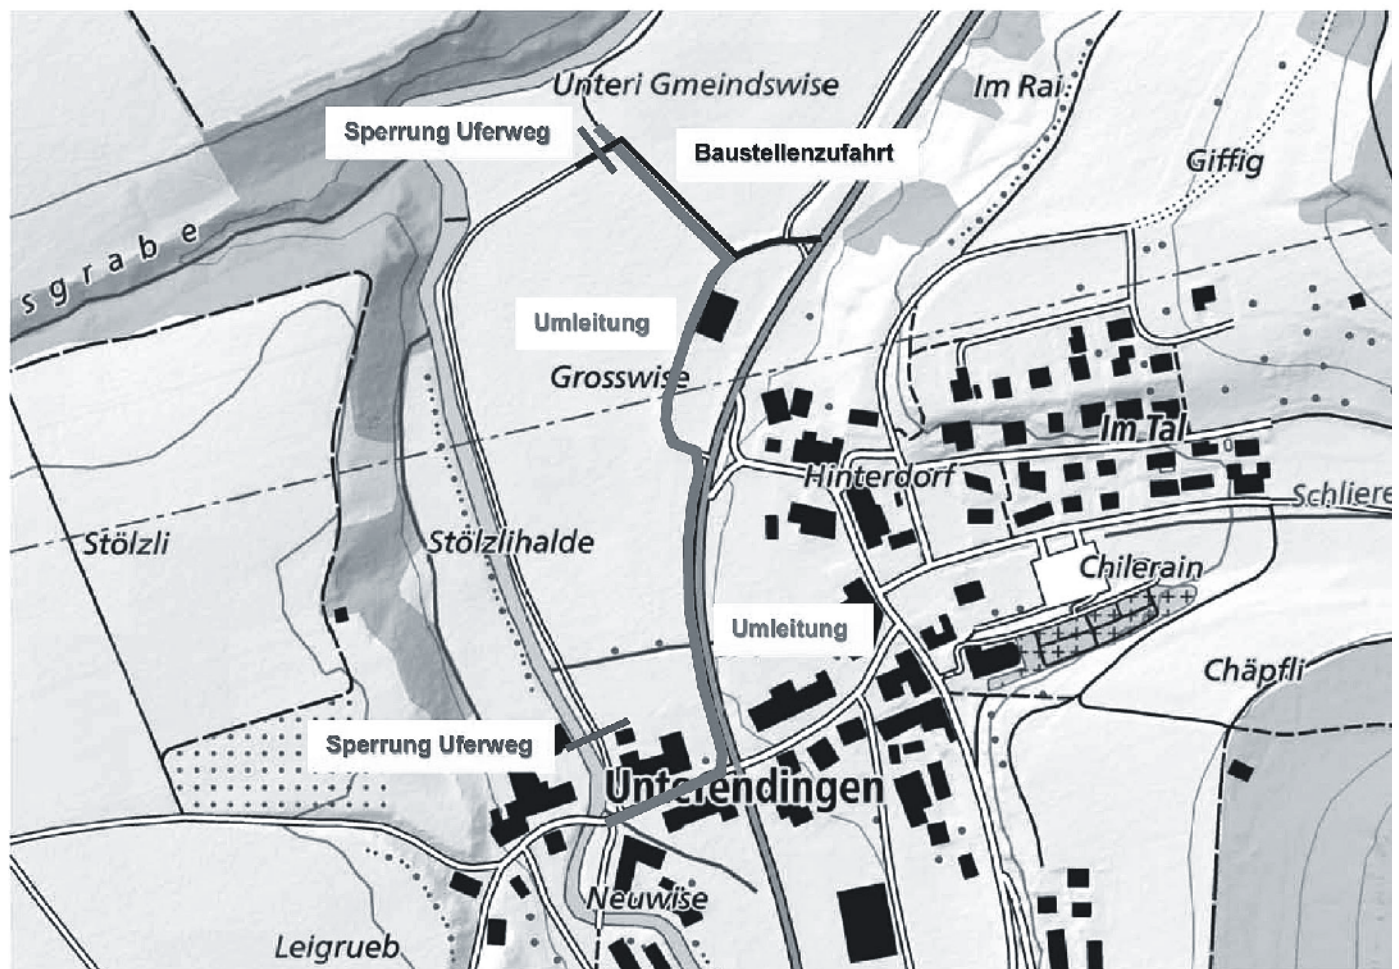 Unteri Gmeindswise
Im Rai
Sperrung Uferweg
Baustellenzufahrt
Giffig
sgrabe
Umleitung
Grosswise
Im Tal
Hinterdorf
Schliere
Stölzli
Stölzlihalde
Chilerain
Umleitung
Chäpfli
Sperrung Uferweg
Unterendingen
Neuwise
Leigrueb